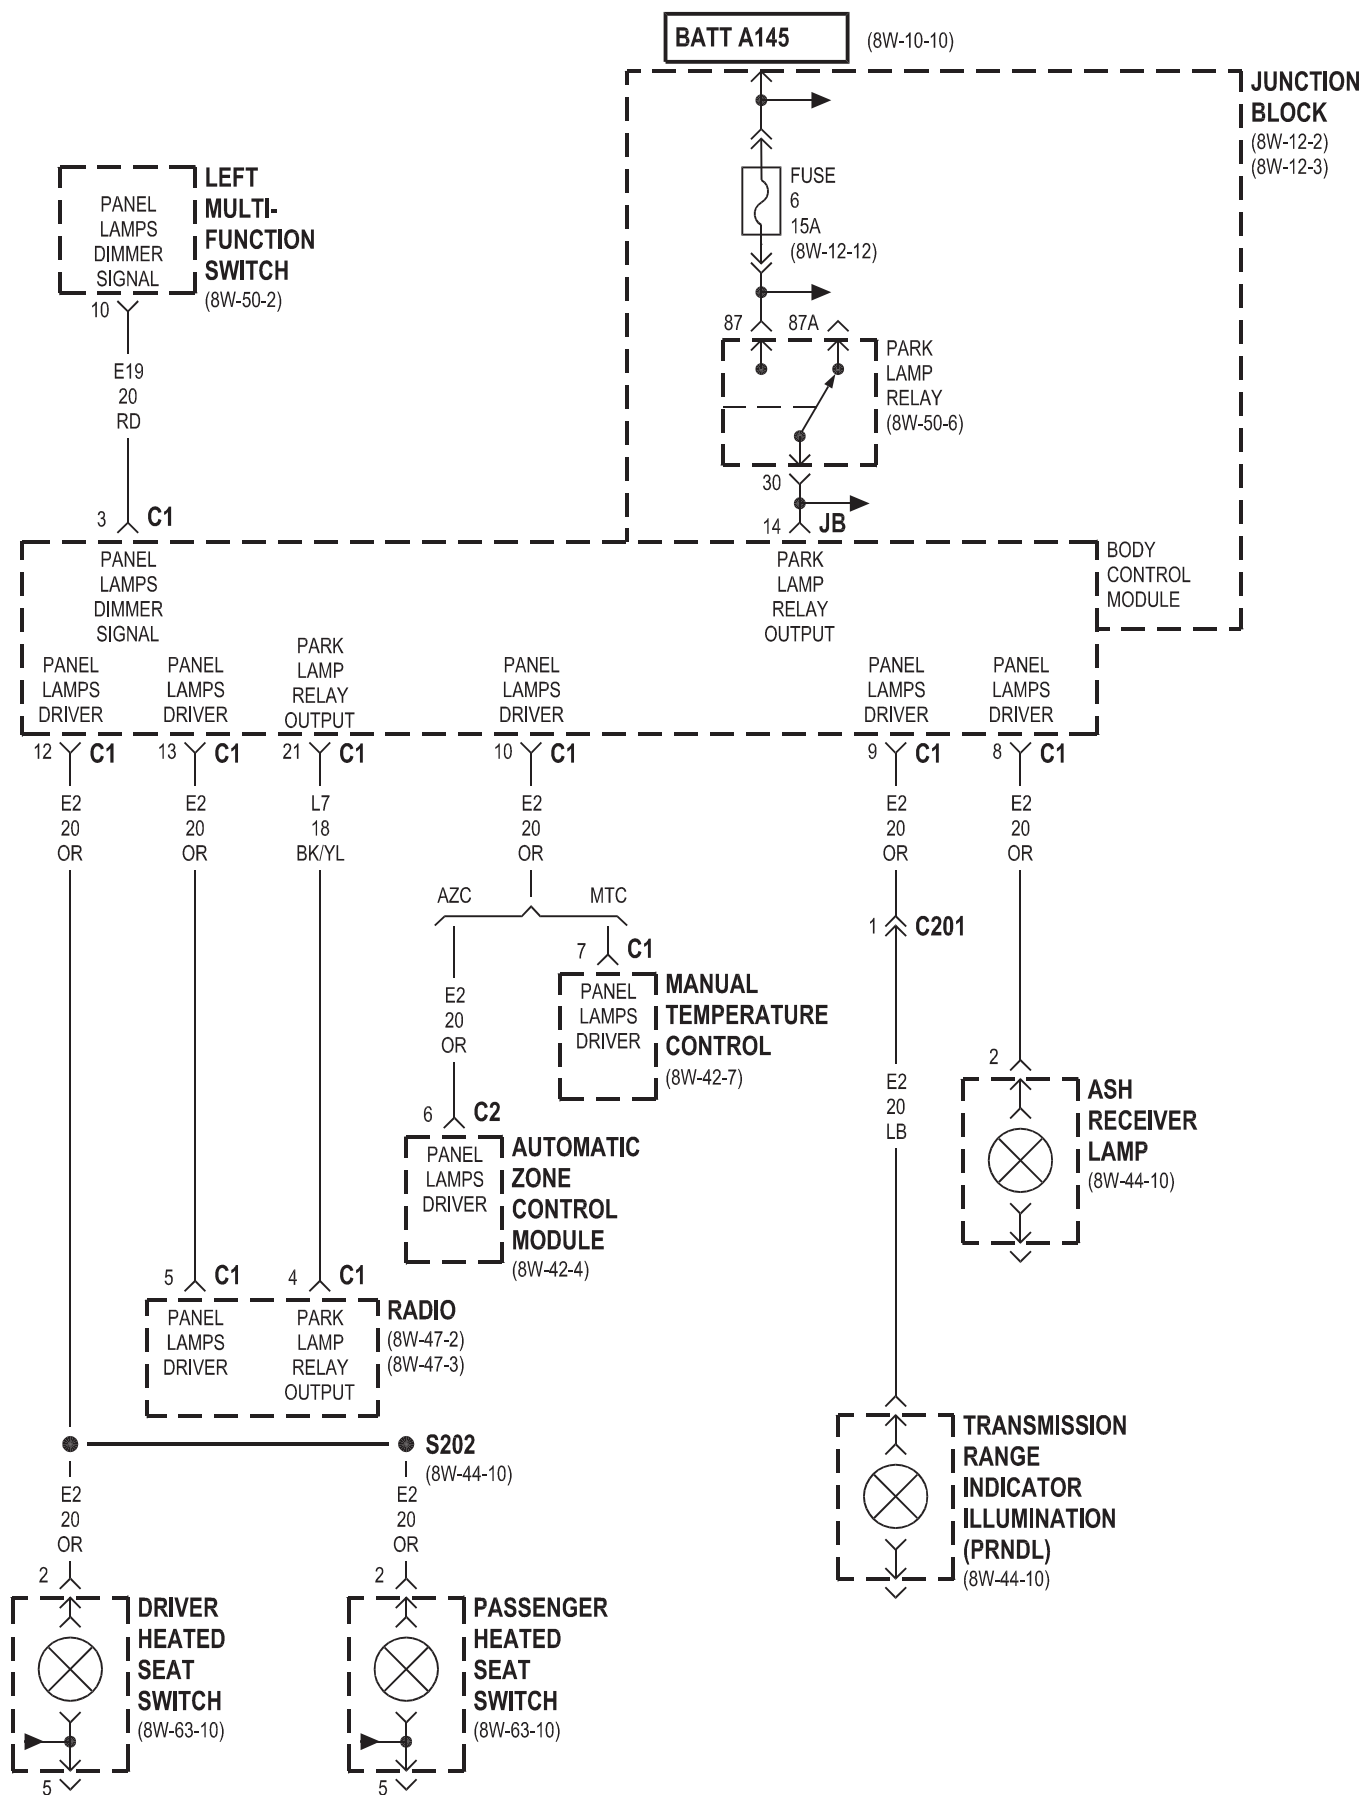 BATT A145
(8W-10-10)
JUNCTION
BLOCK
(8W-12-2)
(8W-12-3)
FUSE
6
15A
(8W-12-12)
LEFT
MULTI-
FUNCTION
SWITCH
(8W-50-2)
PANEL
LAMPS
DIMMER
SIGNAL
10
E19
20
RD
3 C1
87 87A
PARK
LAMP
RELAY
(8W-50-6)
30
14 JB
BODY
CONTROL
MODULE
PANEL
LAMPS
DIMMER
SIGNAL
PARK
LAMP
RELAY
OUTPUT
PANEL
LAMPS
DRIVER
PANEL
LAMPS
DRIVER
PARK
LAMP
RELAY
OUTPUT
PANEL
LAMPS
DRIVER
PANEL
LAMPS
DRIVER
PANEL
LAMPS
DRIVER
12 C1 13 C1 21 C1 10 C1 9 C1 8 C1
E2 E2 L7 E2 E2 E2
20 20 18 20 20 20
OR OR BK/YL OR OR OR
AZC MTC
1 C201
7 C1
PANEL
LAMPS
DRIVER
MANUAL
TEMPERATURE
CONTROL
(8W-42-7)
E2
20
OR
6 C2
PANEL
LAMPS
DRIVER
AUTOMATIC
ZONE
CONTROL
MODULE
(8W-42-4)
E2
20
LB
2
ASH
RECEIVER
LAMP
(8W-44-10)
5 C1 4 C1
PANEL
LAMPS
DRIVER
PARK
LAMP
RELAY
OUTPUT
RADIO
(8W-47-2)
(8W-47-3)
S202
(8W-44-10)
TRANSMISSION
RANGE
INDICATOR
ILLUMINATION
(PRNDL)
(8W-44-10)
E2
20
OR
2
DRIVER
HEATED
SEAT
SWITCH
(8W-63-10)
5
E2
20
OR
2
PASSENGER
HEATED
SEAT
SWITCH
(8W-63-10)
5